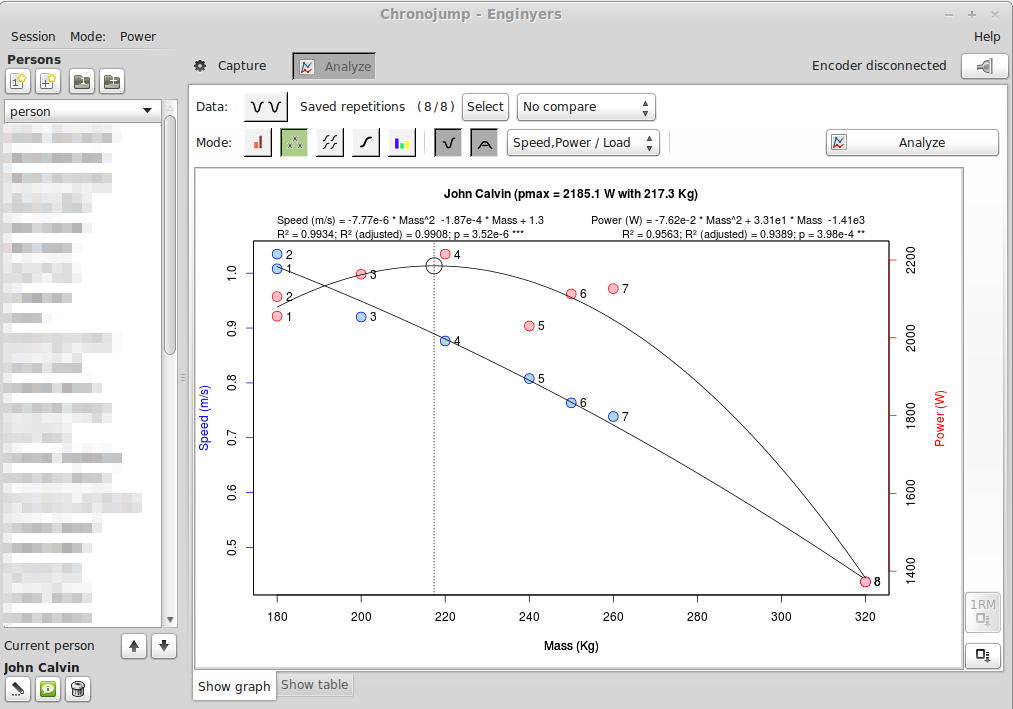 Chronojump - Enginyers
Session Mode: Power Help
Persons
Capture Analyze Encoder disconnected
person
Data: Saved repetitions (8/8) Select No compare
Mode: Speed,Power / Load Analyze
John Calvin (pmax = 2185.1 W with 217.3 Kg)
Speed (m/s) = -7.77e-6 * Mass^2 -1.87e-4 * Mass + 1.3
R² = 0.9934; R² (adjusted) = 0.9908; p = 3.52e-6 ***
Power (W) = -7.62e-2 * Mass^2 + 3.31e1 * Mass -1.41e3
R² = 0.9563; R² (adjusted) = 0.9389; p = 3.98e-4 **
Speed (m/s)
1.0
0.9
0.8
0.7
0.6
0.5
2
1
3
4
5
6
7
2
1
3
4
5
6
7
8
2200
2000
1800
1600
1400
Power (W)
180 200 220 240 260 280 300 320
Mass (Kg)
1RM
Current person
John Calvin
Show graph Show table